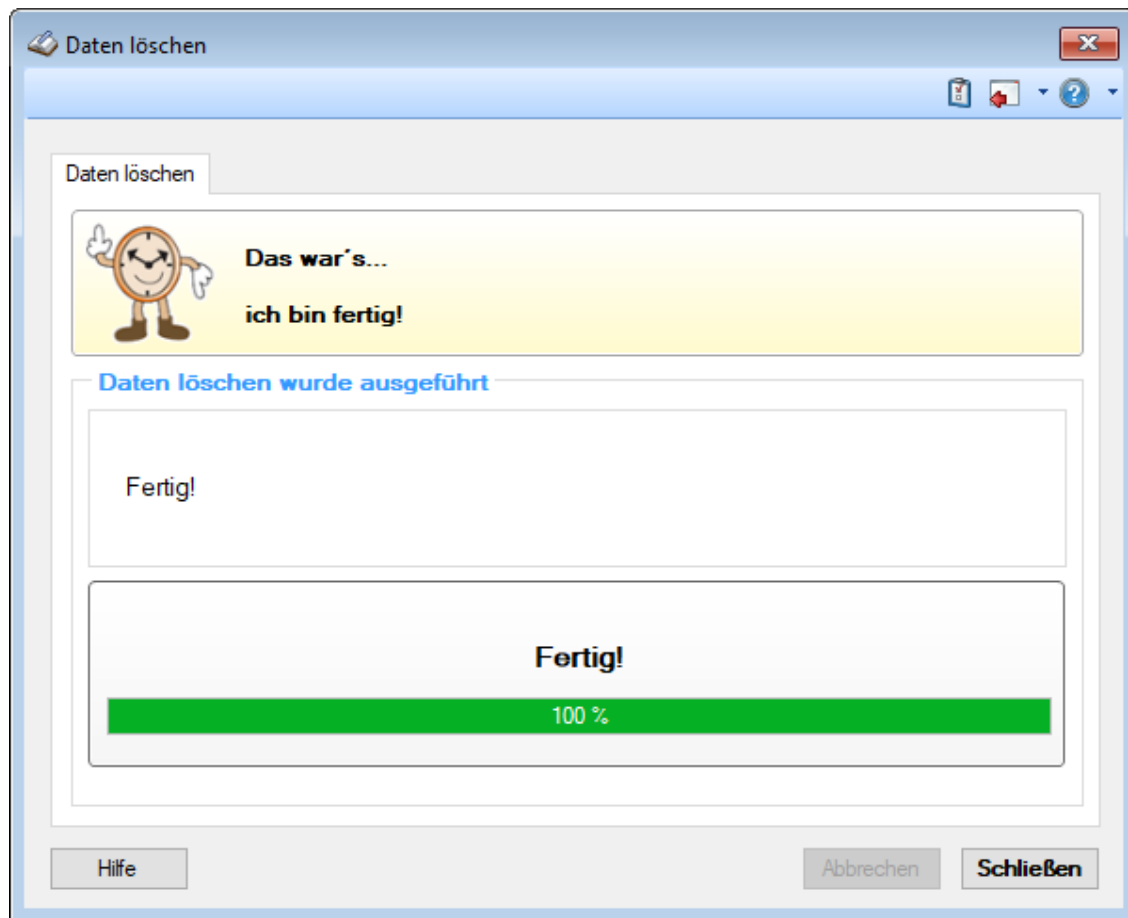 Daten löschen
Daten löschen
Das war´s...
ich bin fertig!
Daten löschen wurde ausgeführt
Fertig!
Fertig!
100 %
Hilfe
Abbrechen
Schließen